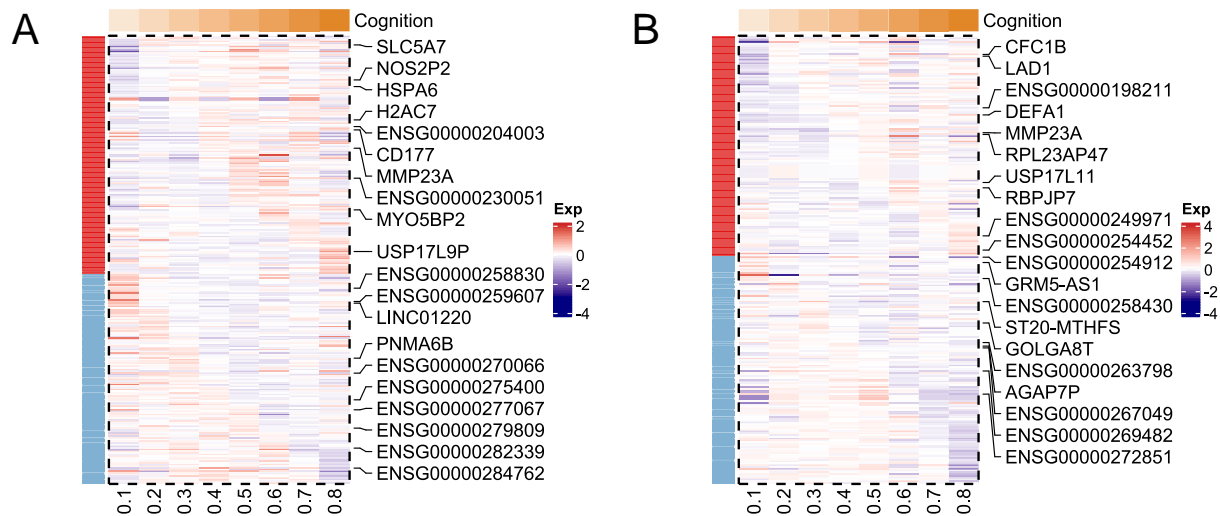 A
Cognition
SLC5A7
NOS2P2
HSPA6
H2AC7
ENSG00000204003
CD177
MMP23A
ENSG00000230051
MYO5BP2
USP17L9P
ENSG00000258830
ENSG00000259607
LINC01220
PNMA6B
ENSG00000270066
ENSG00000275400
ENSG00000277067
ENSG00000279809
ENSG00000282339
ENSG00000284762
Exp
2
0
-2
-4
0.1 0.2 0.3 0.4 0.5 0.6 0.7 0.8
B
Cognition
CFC1B
LAD1
ENSG00000198211
DEFA1
MMP23A
RPL23AP47
USP17L11
RBPJP7
ENSG00000249971
ENSG00000254452
ENSG00000254912
GRM5-AS1
ENSG00000258430
ST20-MTHFS
GOLGA8T
ENSG00000263798
AGAP7P
ENSG00000267049
ENSG00000269482
ENSG00000272851
Exp
4
2
0
-2
-4
0.1 0.2 0.3 0.4 0.5 0.6 0.7 0.8